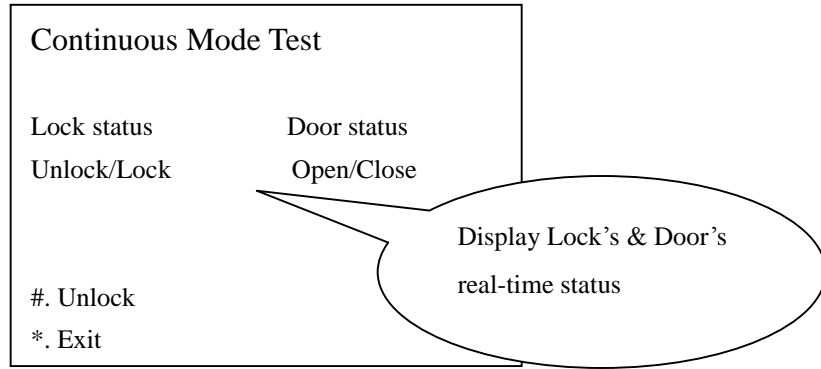 Continuous Mode Test
Lock status Door status
Unlock/Lock Open/Close
Display Lock’s & Door’s
real-time status
#. Unlock
*. Exit